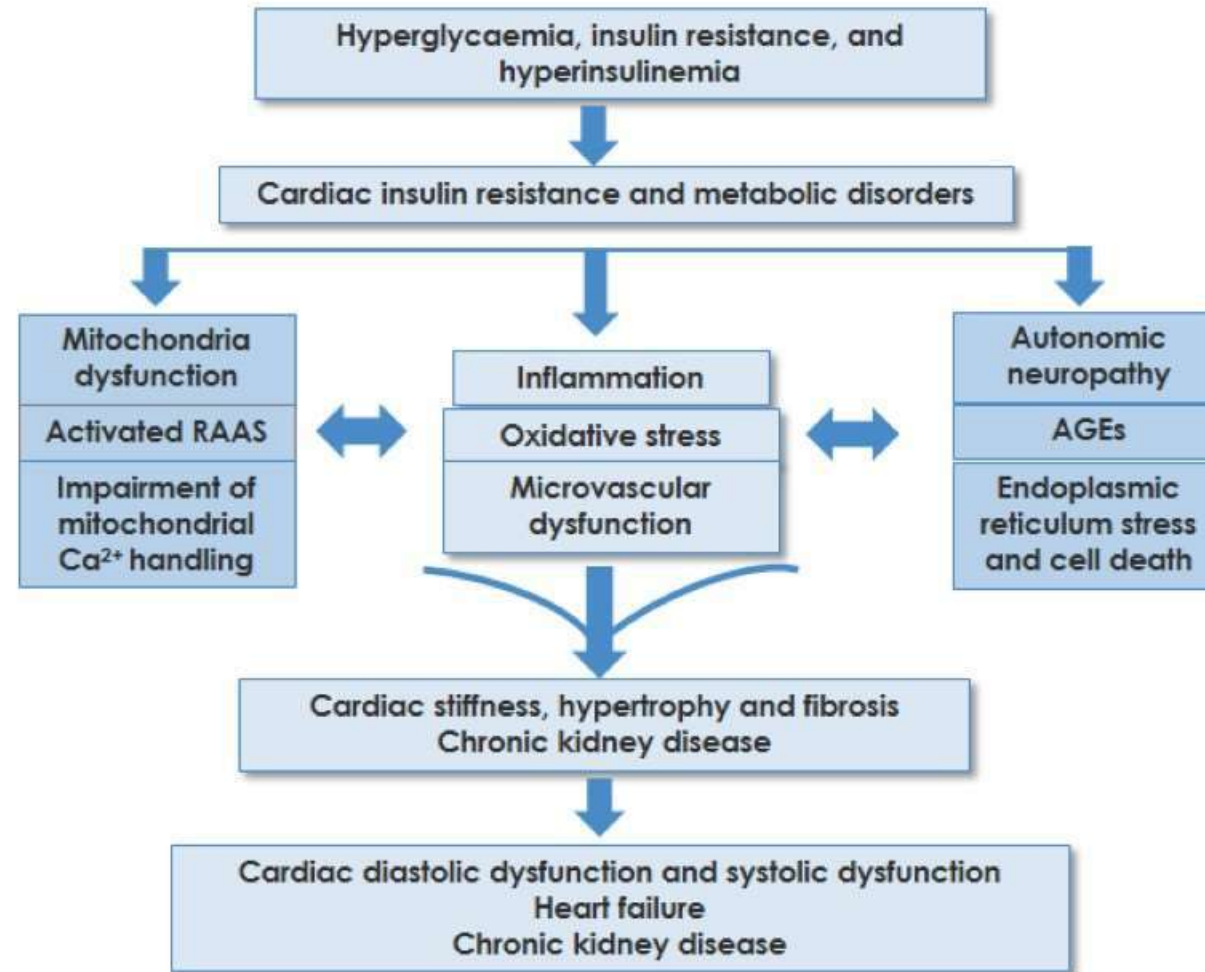 Hyperglycaemia, insulin resistance, and
hyperinsulinemia
Cardiac insulin resistance and metabolic disorders
Mitochondria
dysfunction
Activated RAAS
Impairment of
mitochondrial
Ca²⁺ handling
Inflammation
Oxidative stress
Microvascular
dysfunction
Autonomic
neuropathy
AGEs
Endoplasmic
reticulum stress
and cell death
Cardiac stiffness, hypertrophy and fibrosis
Chronic kidney disease
Cardiac diastolic dysfunction and systolic dysfunction
Heart failure
Chronic kidney disease